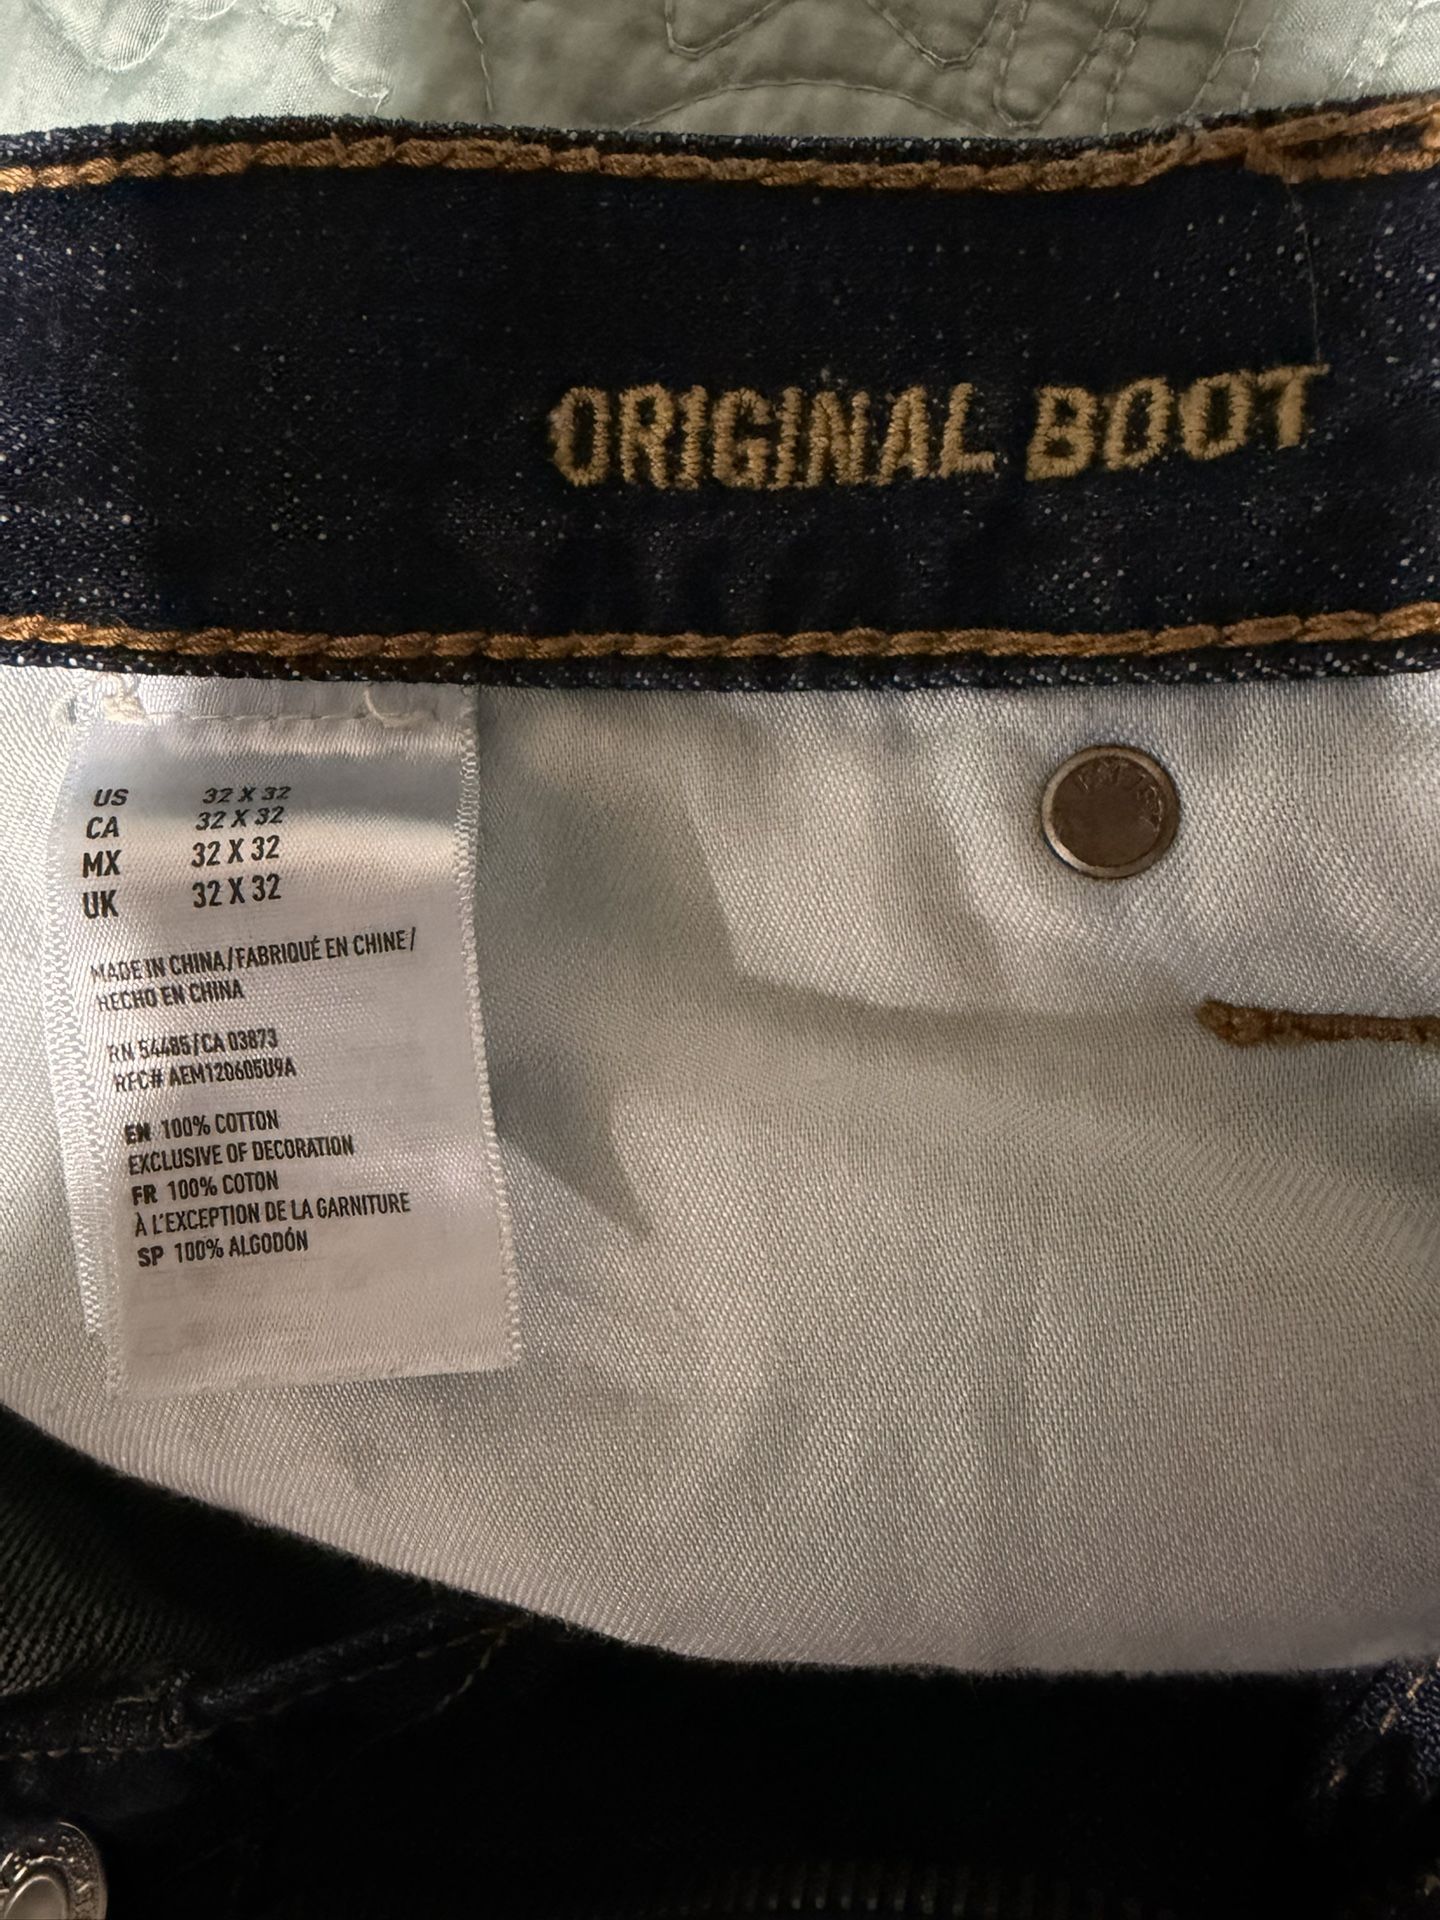 ORIGINAL BOOT
US 32 X 32
CA 32 X 32
MX 32 X 32
UK 32 X 32
MADE IN CHINA/FABRIQUÉ EN CHINE/
HECHO EN CHINA
RN 54485/CA 03873
RFC# AEM120605U9A
EN 100% COTTON
EXCLUSIVE OF DECORATION
FR 100% COTON
À L'EXCEPTION DE LA GARNITURE
SP 100% ALGODÓN